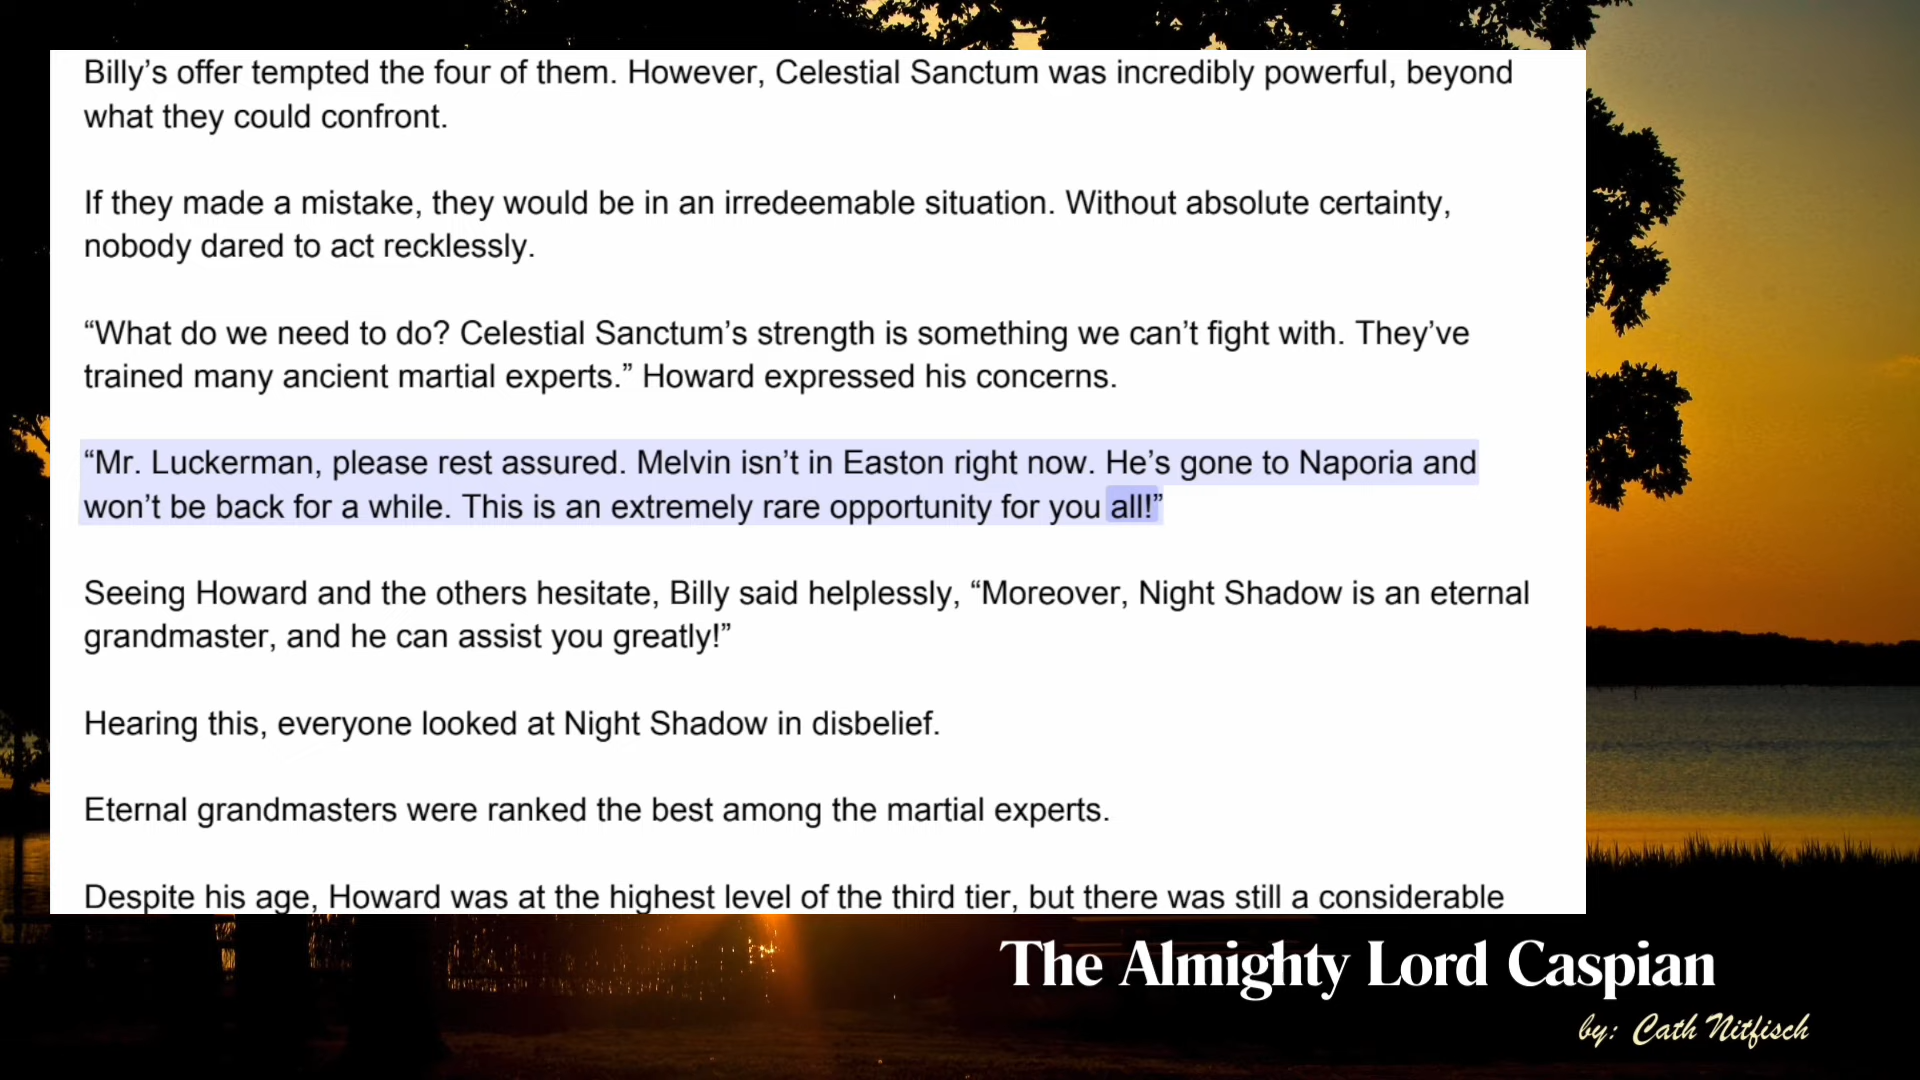 Billy’s offer tempted the four of them. However, Celestial Sanctum was incredibly powerful, beyond
what they could confront.
If they made a mistake, they would be in an irredeemable situation. Without absolute certainty,
nobody dared to act recklessly.
“What do we need to do? Celestial Sanctum’s strength is something we can’t fight with. They’ve
trained many ancient martial experts.” Howard expressed his concerns.
“Mr. Luckerman, please rest assured. Melvin isn’t in Easton right now. He’s gone to Naporia and
won’t be back for a while. This is an extremely rare opportunity for you all!”
Seeing Howard and the others hesitate, Billy said helplessly, “Moreover, Night Shadow is an eternal
grandmaster, and he can assist you greatly!”
Hearing this, everyone looked at Night Shadow in disbelief.
Eternal grandmasters were ranked the best among the martial experts.
Despite his age, Howard was at the highest level of the third tier, but there was still a considerable
The Almighty Lord Caspian
by: Cath Nitfisch